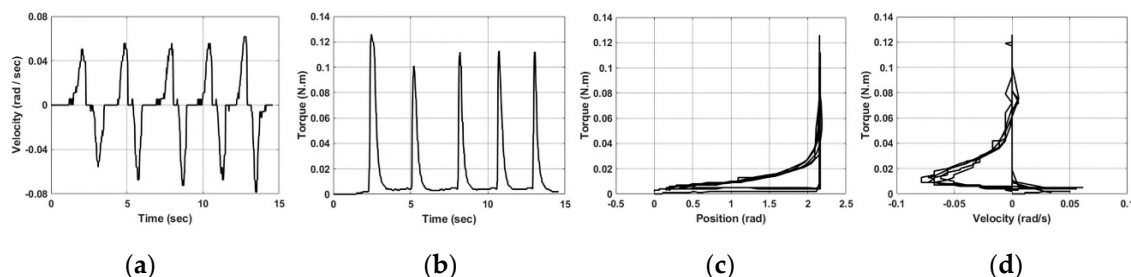 0.08
0.04
0
-0.04
-0.08
Velocity (rad / sec)
0 5 10 15
Time (sec)
(a)
0.14
0.12
0.1
0.08
0.06
0.04
0.02
0
Torque (N.m)
0 5 10 15
Time (sec)
(b)
0.14
0.12
0.1
0.08
0.06
0.04
0.02
0
Torque (N.m)
-0.5 0 0.5 1 1.5 2 2.5
Position (rad)
(c)
0.14
0.12
0.1
0.08
0.06
0.04
0.02
0
Torque (N.m)
-0.1 -0.05 0 0.05 0.1
Velocity (rad/s)
(d)